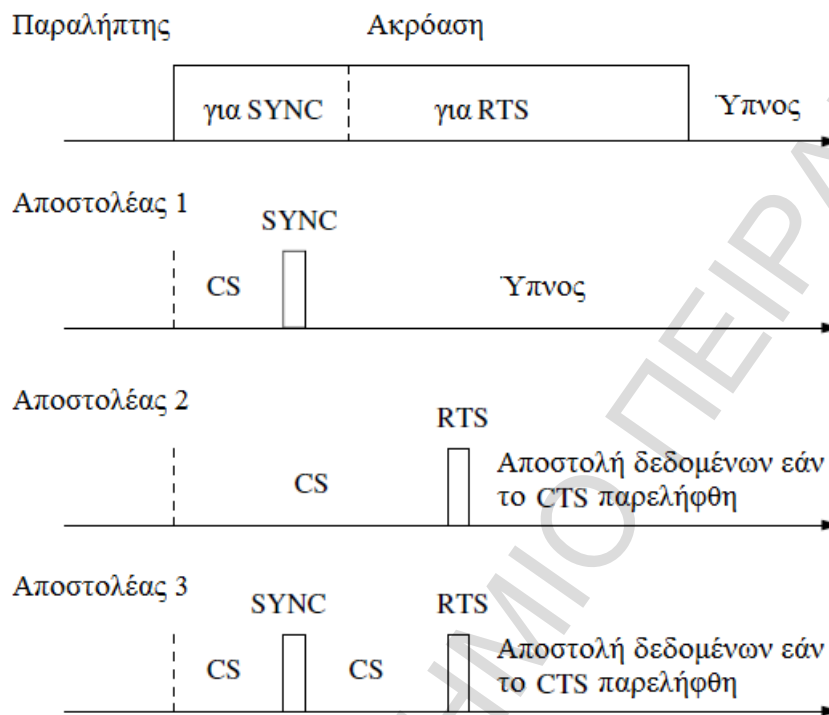 Παραλήπτης Ακρόαση
για SYNC για RTS Ύπνος
Αποστολέας 1
SYNC
CS Ύπνος
Αποστολέας 2
RTS
CS Αποστολή δεδομένων εάν
το CTS παρελήφθη
Αποστολέας 3
SYNC RTS
CS CS Αποστολή δεδομένων εάν
το CTS παρελήφθη